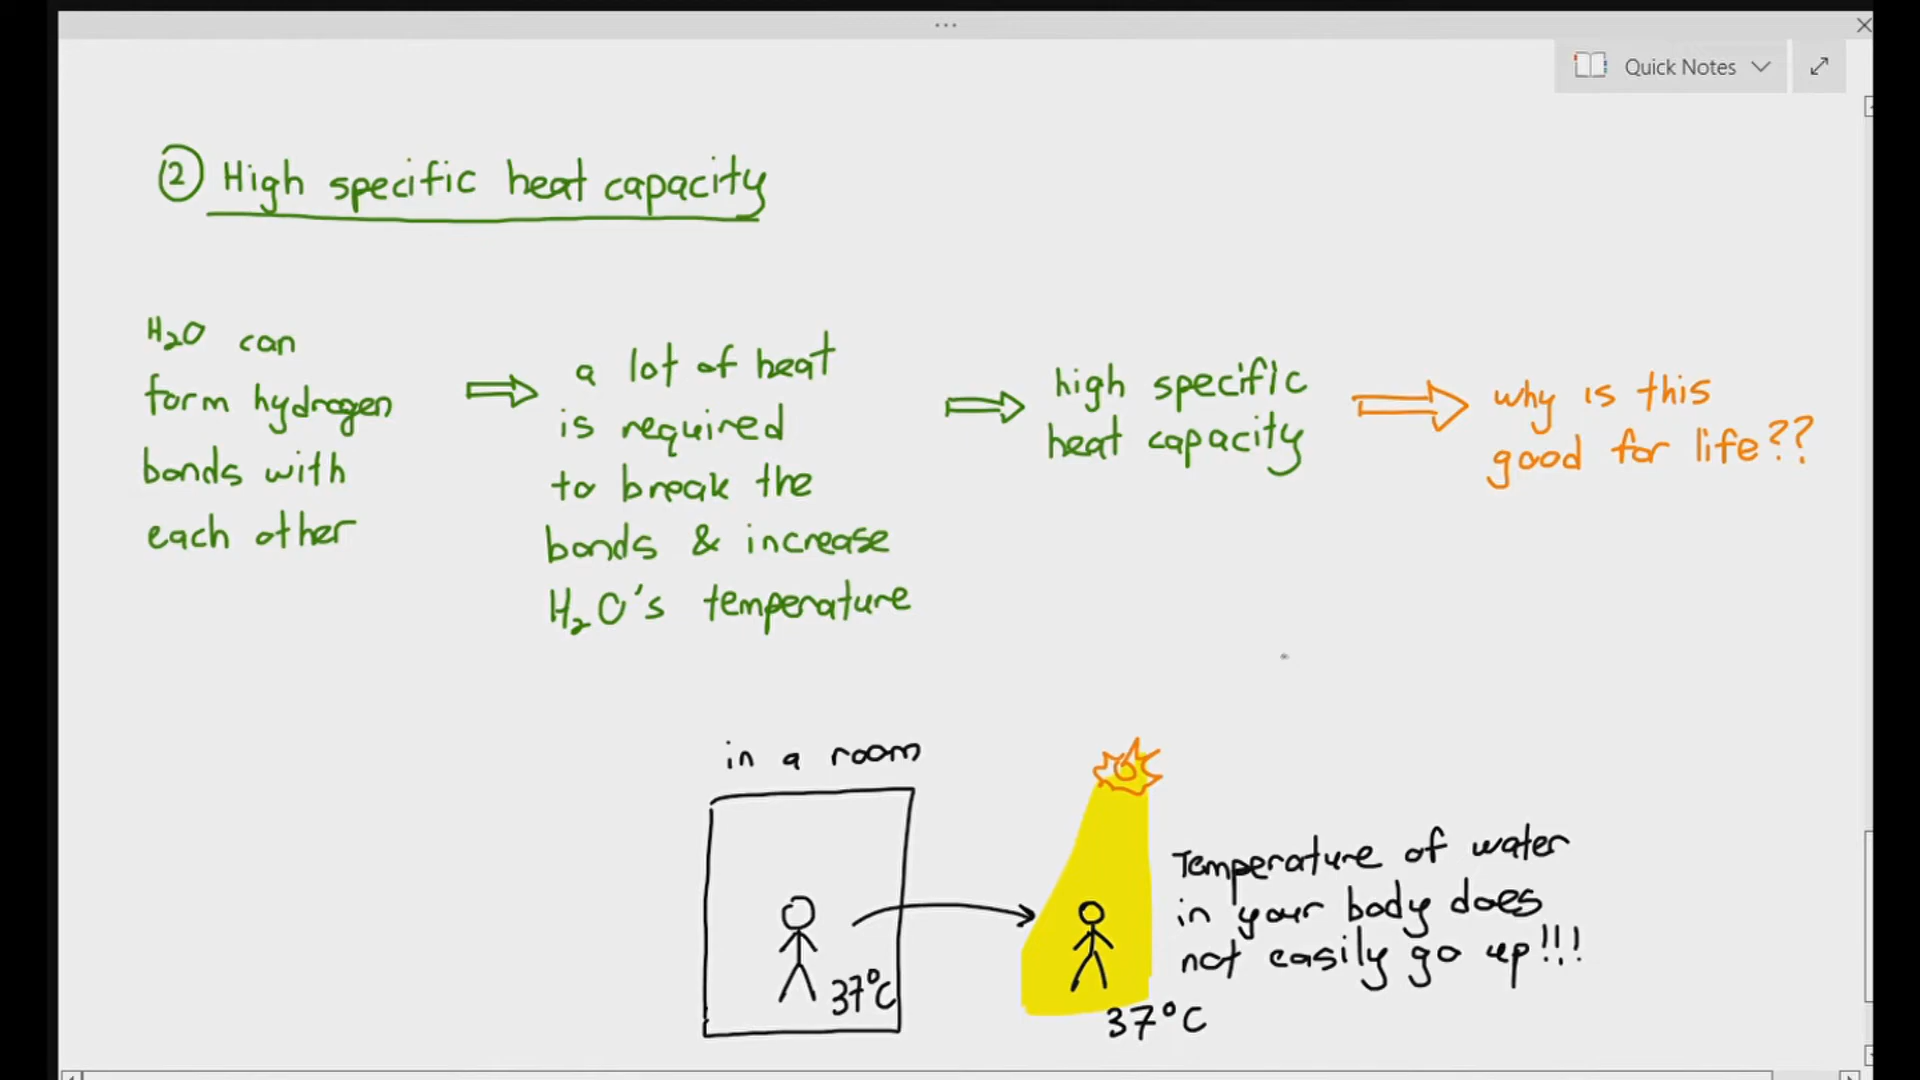 Quick Notes
② High specific heat capacity
H₂O can
form hydrogen
bonds with
each other
a lot of heat
is required
to break the
bonds & increase
H₂O's temperature
high specific
heat capacity
why is this
good for life??
in a room
37°C
Temperature of water
in your body does
not easily go up!!!
37°C